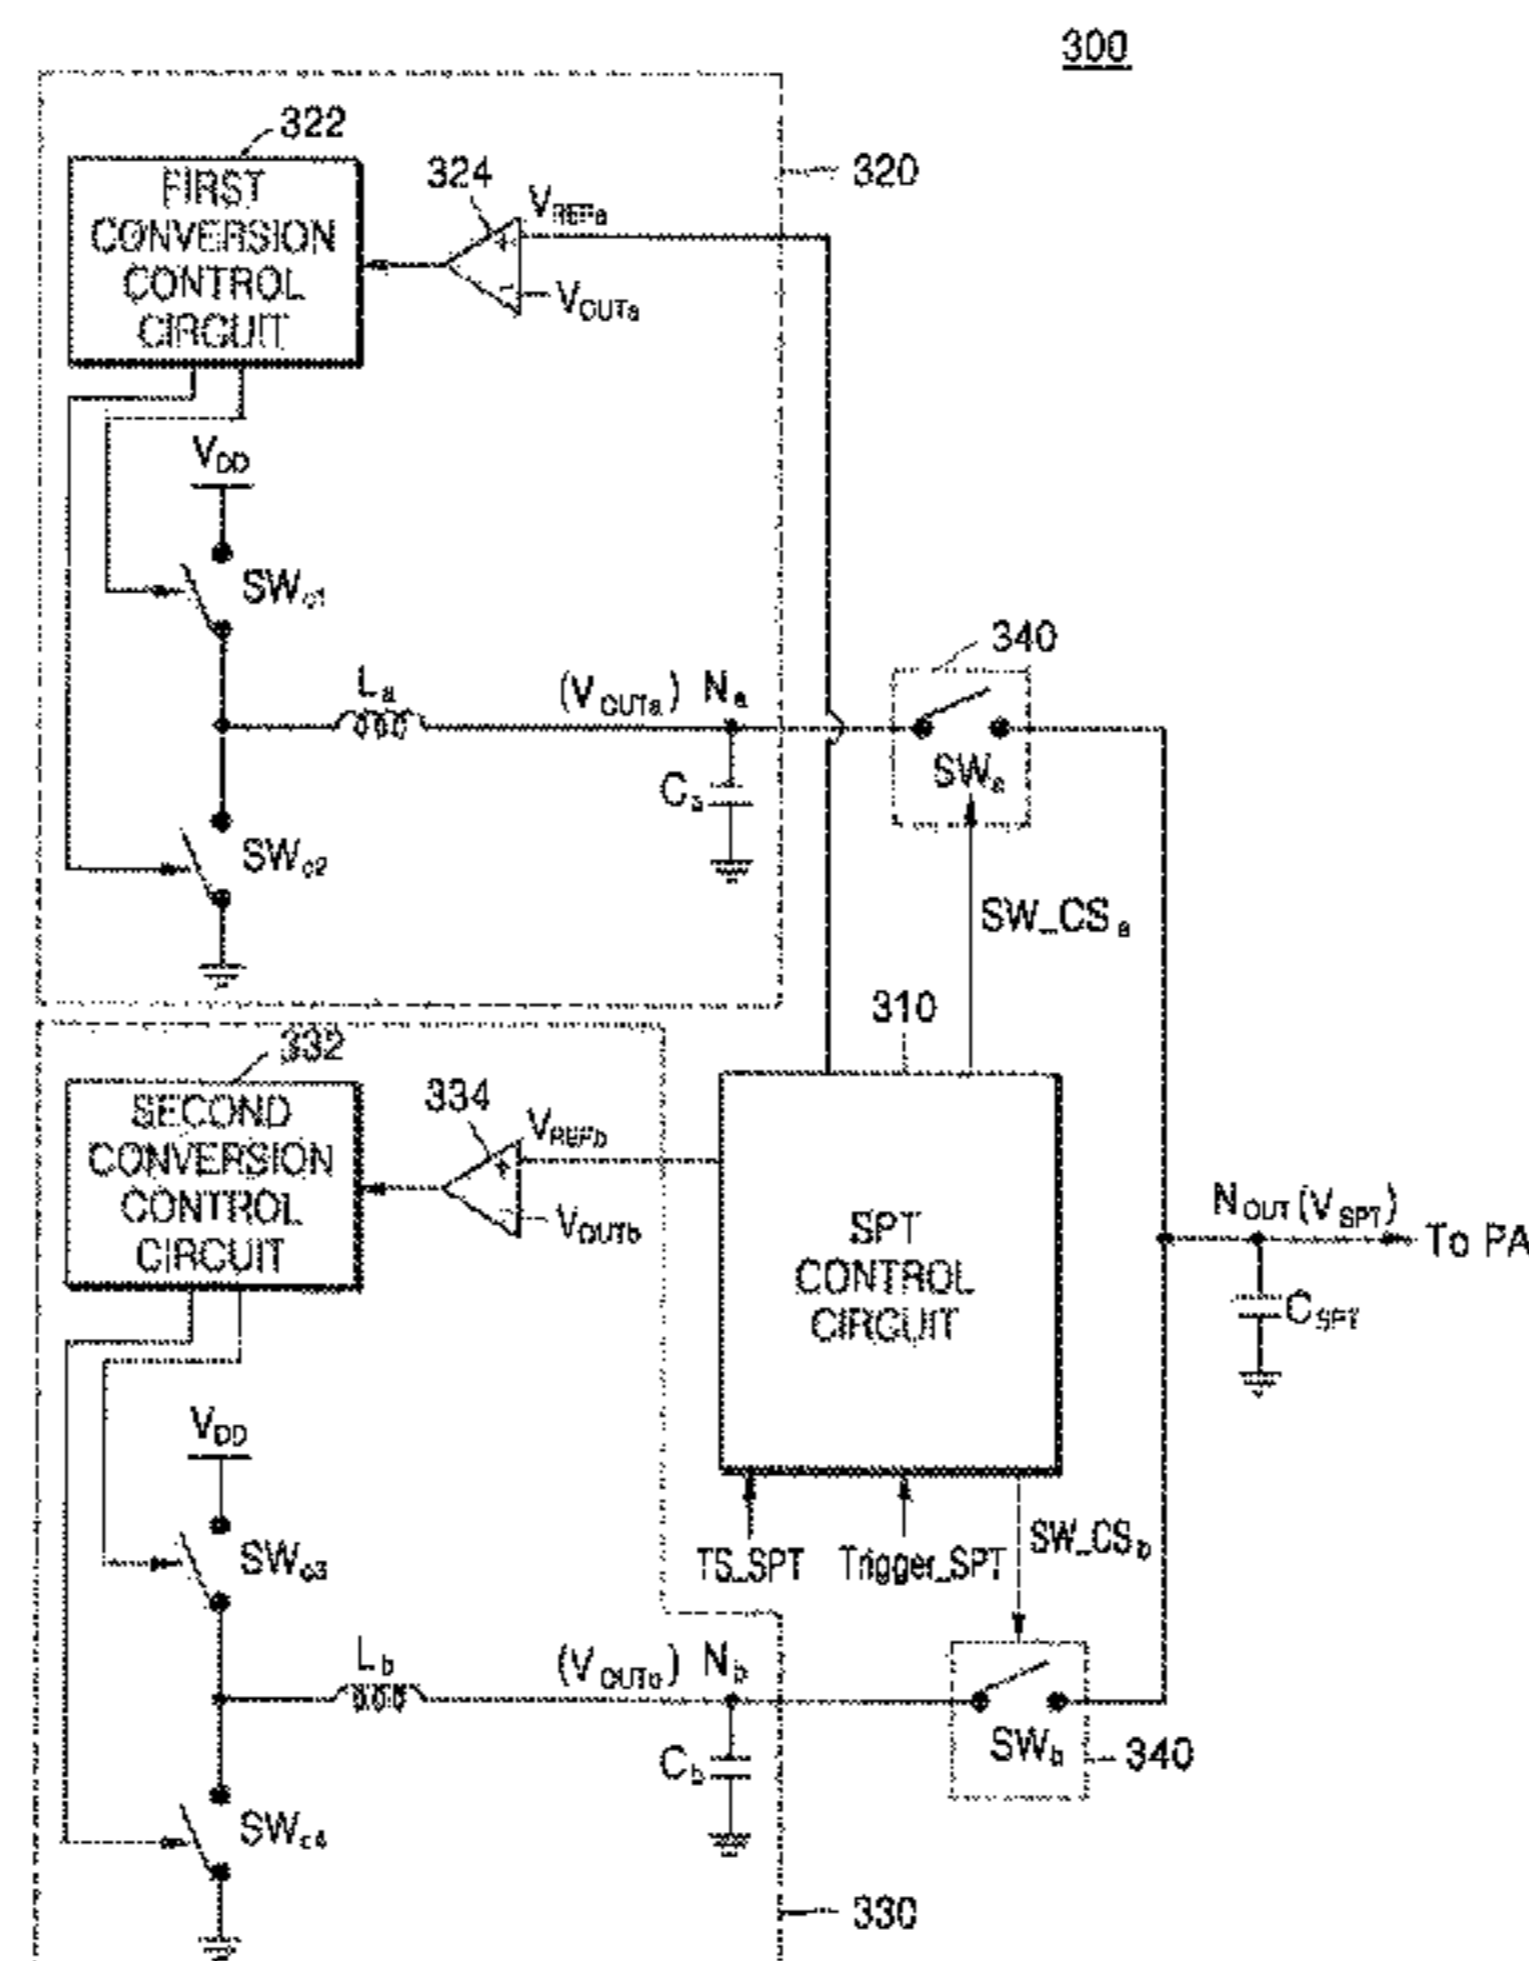 300
322
FIRST
CONVERSION
CONTROL
CIRCUIT
324
V_REFa
V_OUTa
320
V_DD
SW_c1
L_a
(V_OUTa) N_a
C_a
SW_c2
340
SW_a
SW_CS_a
310
332
SECOND
CONVERSION
CONTROL
CIRCUIT
334
V_REFb
V_OUTb
SPT
CONTROL
CIRCUIT
N_OUT(V_SPT)
To PA
C_SPT
V_DD
SW_c3
TS_SPT
Trigger_SPT
SW_CS_b
L_b
(V_OUTb) N_b
C_b
SW_b
340
SW_c4
330